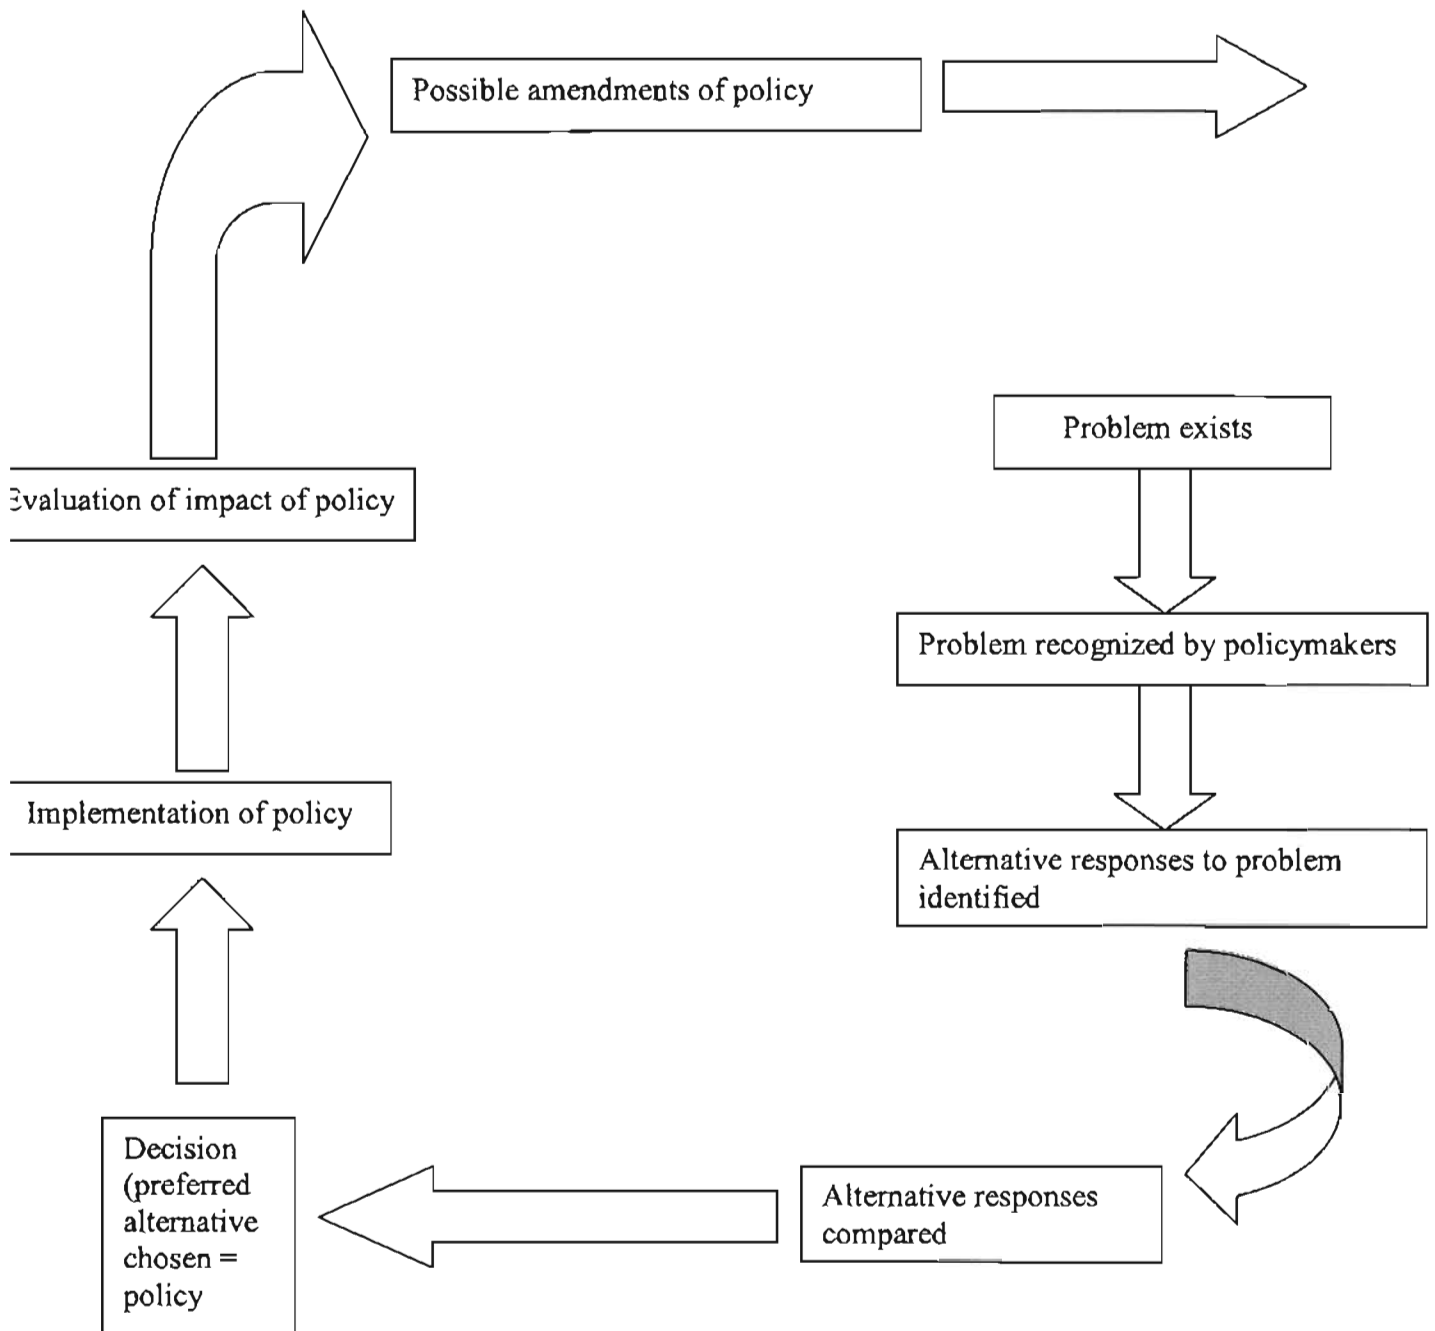 Possible amendments of policy
Problem exists
Evaluation of impact of policy
Problem recognized by policymakers
Implementation of policy
Alternative responses to problem
identified
Decision
(preferred
alternative
chosen =
policy
Alternative responses
compared